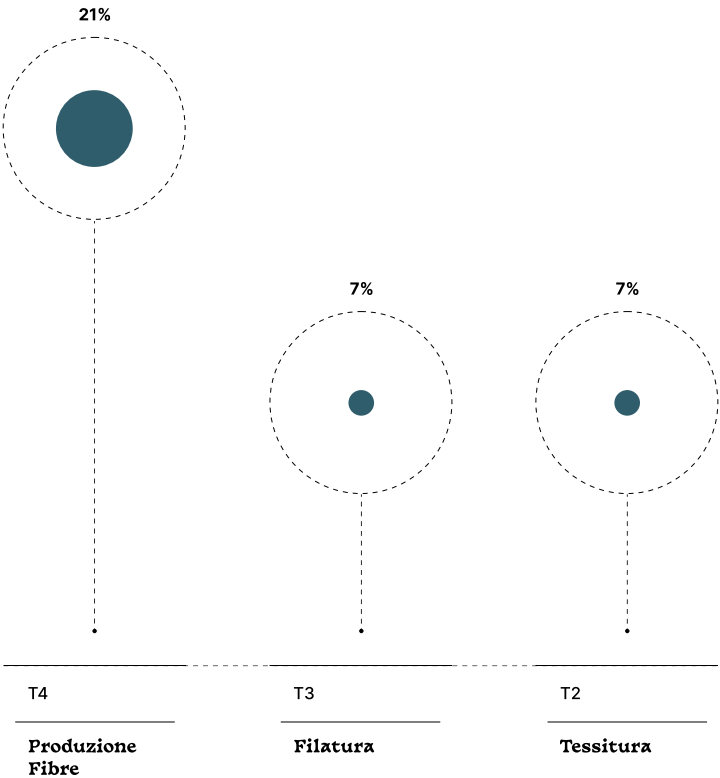 21%
7%
7%
T4
T3
T2
Produzione
Fibre
Filatura
Tessitura